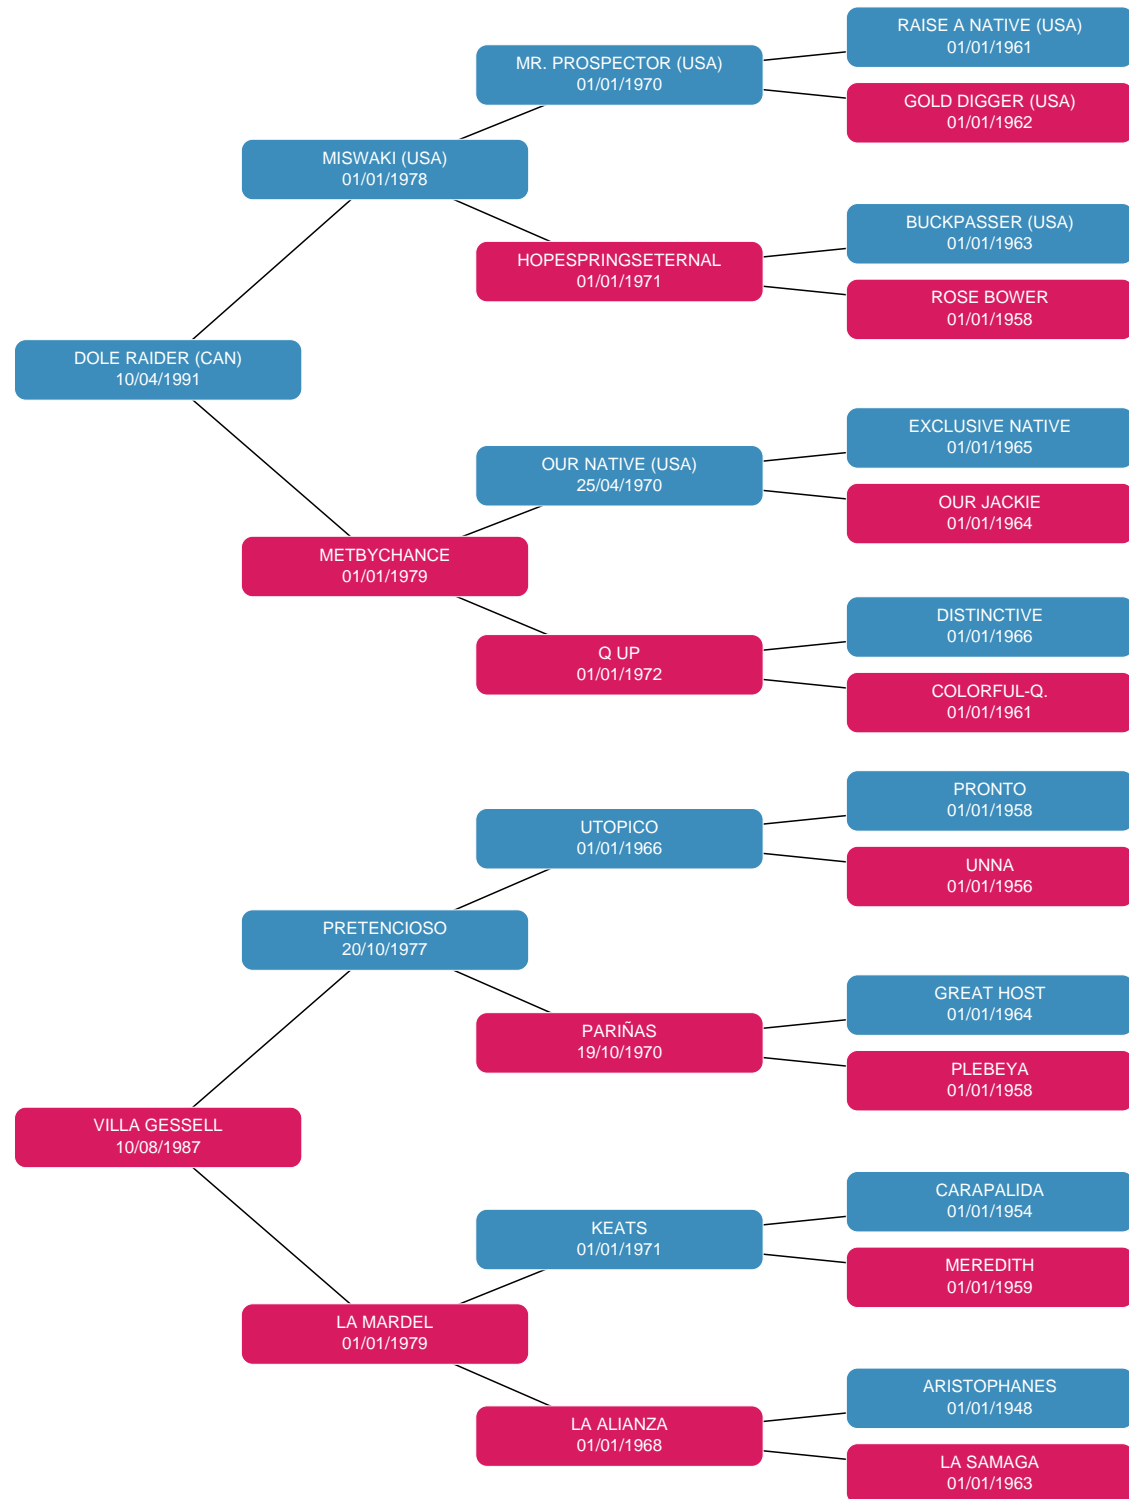 RAISE A NATIVE (USA)
01/01/1961
MR. PROSPECTOR (USA)
01/01/1970
GOLD DIGGER (USA)
01/01/1962
MISWAKI (USA)
01/01/1978
BUCKPASSER (USA)
01/01/1963
HOPESPRINGSETERNAL
01/01/1971
ROSE BOWER
01/01/1958
DOLE RAIDER (CAN)
10/04/1991
EXCLUSIVE NATIVE
01/01/1965
OUR NATIVE (USA)
25/04/1970
OUR JACKIE
01/01/1964
METBYCHANCE
01/01/1979
DISTINCTIVE
01/01/1966
Q UP
01/01/1972
COLORFUL-Q.
01/01/1961
PRONTO
01/01/1958
UTOPICO
01/01/1966
UNNA
01/01/1956
PRETENCIOSO
20/10/1977
GREAT HOST
01/01/1964
PARIÑAS
19/10/1970
PLEBEYA
01/01/1958
VILLA GESSELL
10/08/1987
CARAPALIDA
01/01/1954
KEATS
01/01/1971
MEREDITH
01/01/1959
LA MARDEL
01/01/1979
ARISTOPHANES
01/01/1948
LA ALIANZA
01/01/1968
LA SAMAGA
01/01/1963